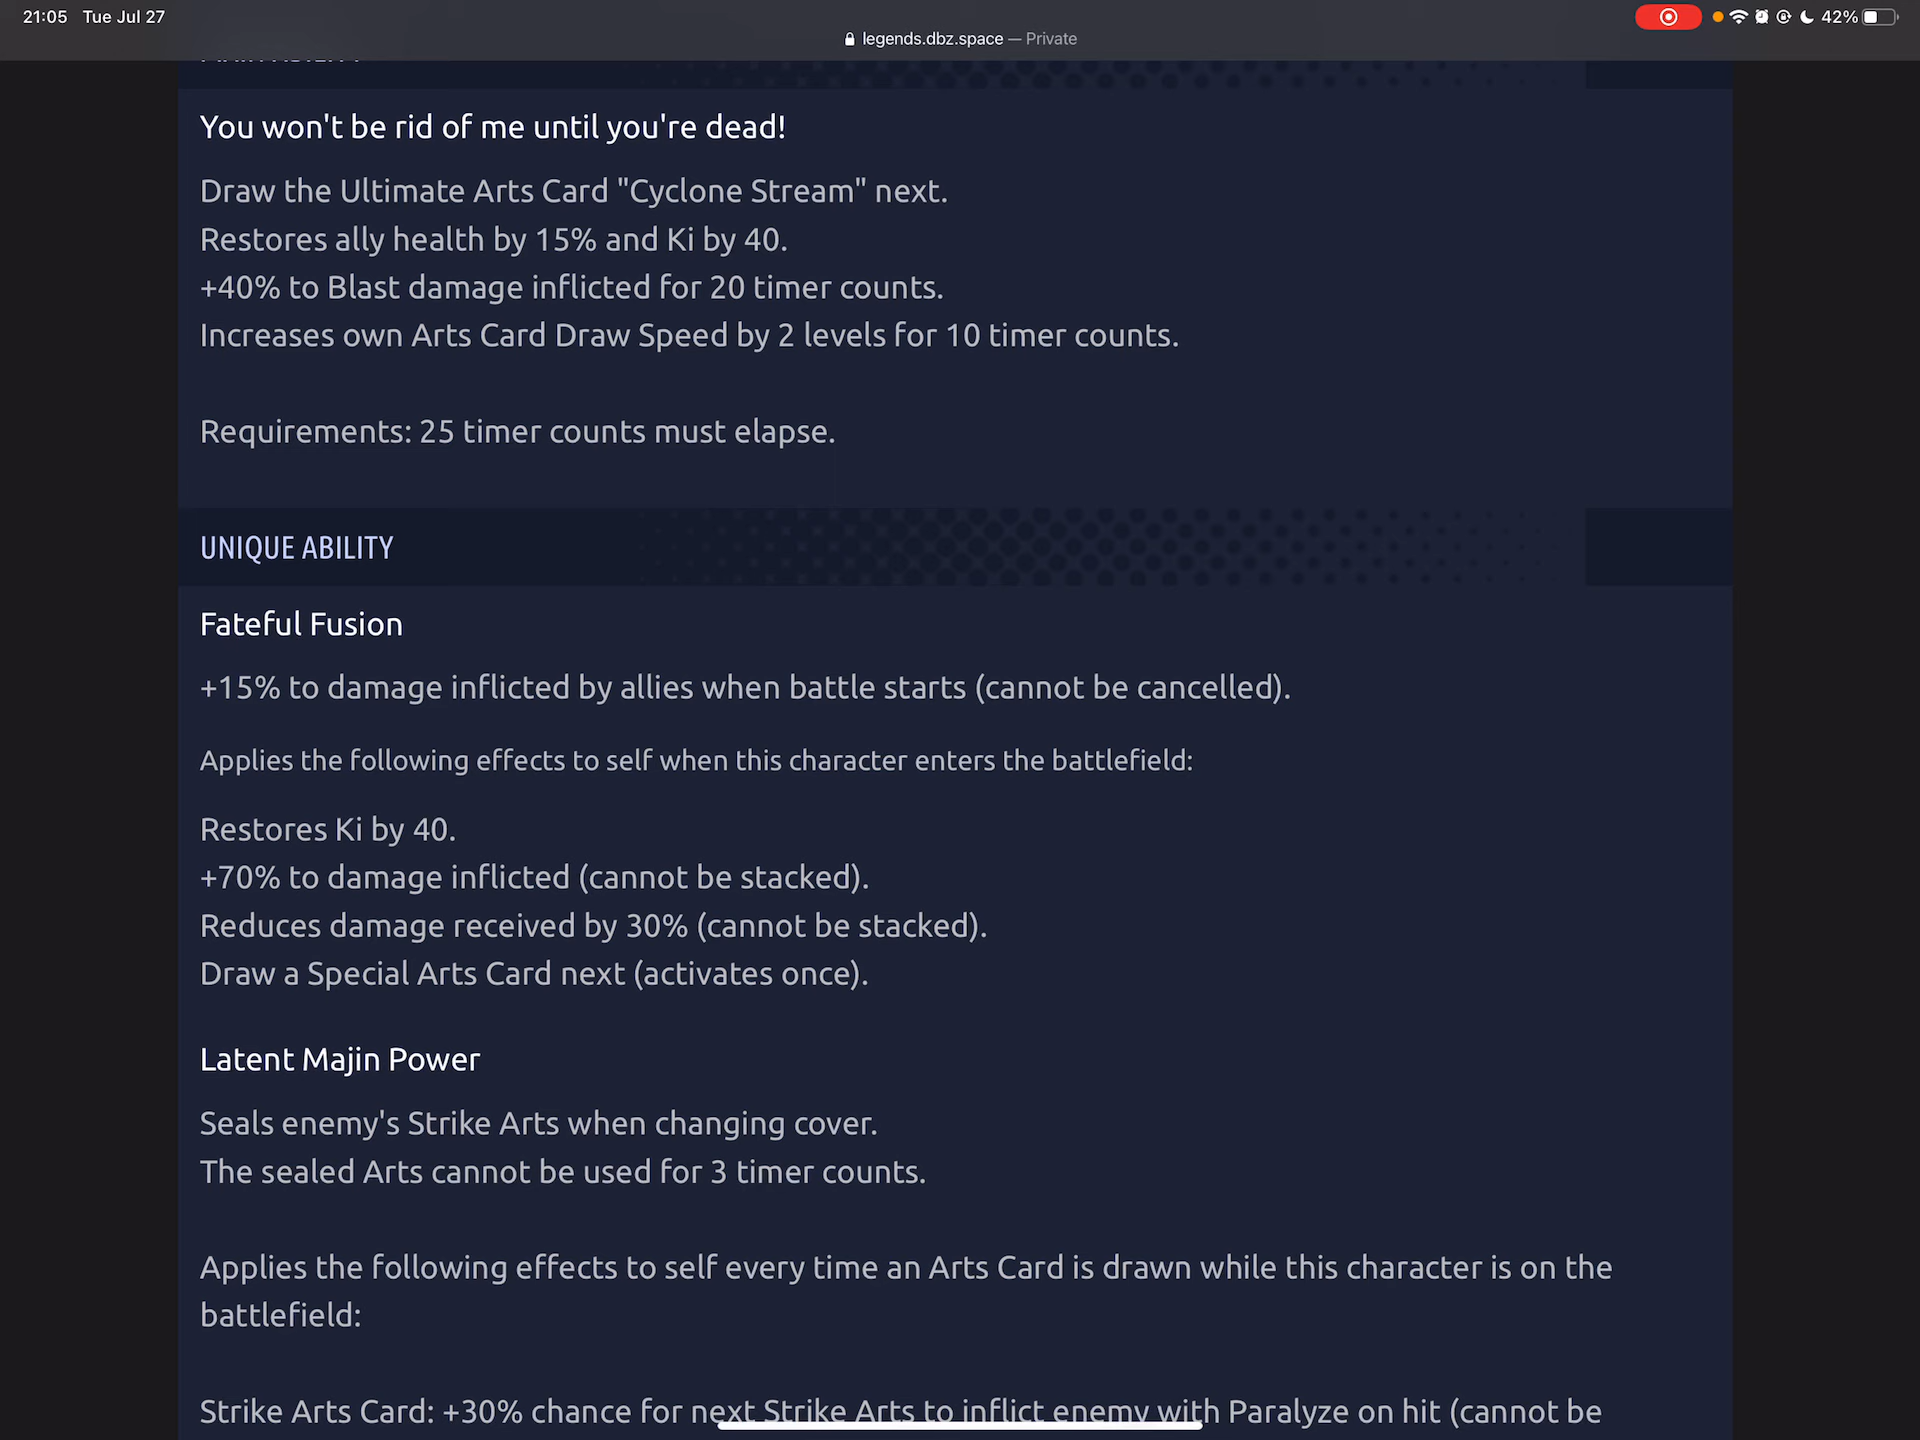 21:05 Tue Jul 27
42%
legends.dbz.space — Private
You won't be rid of me until you're dead!
Draw the Ultimate Arts Card "Cyclone Stream" next.
Restores ally health by 15% and Ki by 40.
+40% to Blast damage inflicted for 20 timer counts.
Increases own Arts Card Draw Speed by 2 levels for 10 timer counts.
Requirements: 25 timer counts must elapse.
UNIQUE ABILITY
Fateful Fusion
+15% to damage inflicted by allies when battle starts (cannot be cancelled).
Applies the following effects to self when this character enters the battlefield:
Restores Ki by 40.
+70% to damage inflicted (cannot be stacked).
Reduces damage received by 30% (cannot be stacked).
Draw a Special Arts Card next (activates once).
Latent Majin Power
Seals enemy's Strike Arts when changing cover.
The sealed Arts cannot be used for 3 timer counts.
Applies the following effects to self every time an Arts Card is drawn while this character is on the
battlefield:
Strike Arts Card: +30% chance for next Strike Arts to inflict enemy with Paralyze on hit (cannot be